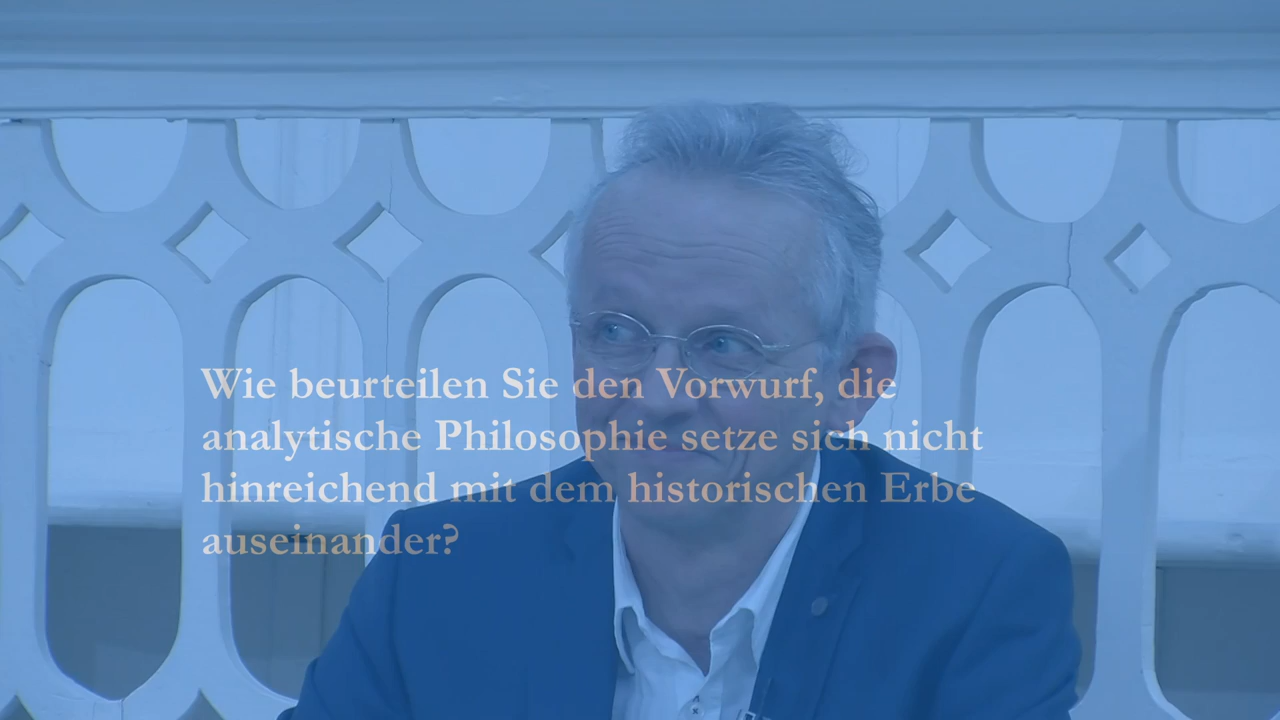 Wie beurteilen Sie den Vorwurf, die
analytische Philosophie setze sich nicht
hinreichend mit dem historischen Erbe
auseinander?